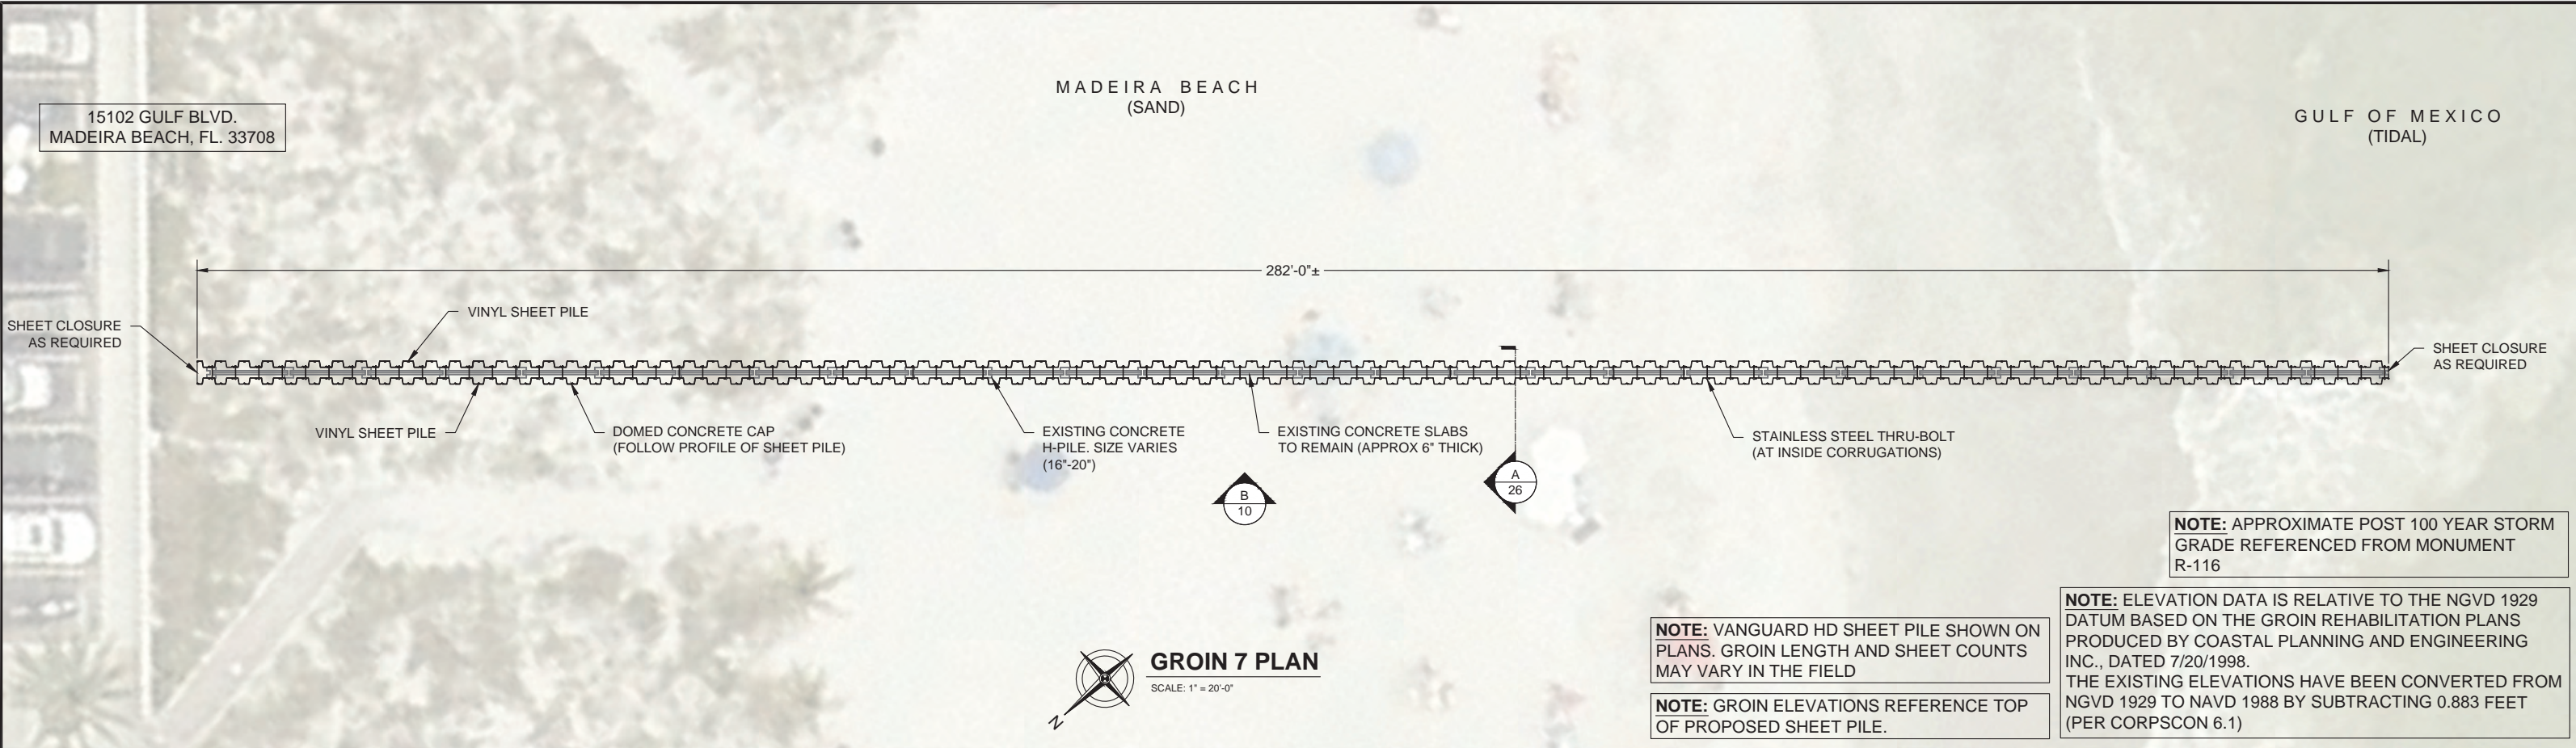 MADEIRA BEACH
(SAND)
15102 GULF BLVD.
MADEIRA BEACH, FL. 33708
GULF OF MEXICO
(TIDAL)
282'-0"±
VINYL SHEET PILE
SHEET CLOSURE
AS REQUIRED
SHEET CLOSURE
AS REQUIRED
VINYL SHEET PILE
DOMED CONCRETE CAP
(FOLLOW PROFILE OF SHEET PILE)
EXISTING CONCRETE
H-PILE. SIZE VARIES
(16"-20")
EXISTING CONCRETE SLABS
TO REMAIN (APPROX 6" THICK)
STAINLESS STEEL THRU-BOLT
(AT INSIDE CORRUGATIONS)
A
26
B
10
NOTE: APPROXIMATE POST 100 YEAR STORM
GRADE REFERENCED FROM MONUMENT
R-116
NOTE: ELEVATION DATA IS RELATIVE TO THE NGVD 1929
DATUM BASED ON THE GROIN REHABILITATION PLANS
PRODUCED BY COASTAL PLANNING AND ENGINEERING
INC., DATED 7/20/1998.
THE EXISTING ELEVATIONS HAVE BEEN CONVERTED FROM
NGVD 1929 TO NAVD 1988 BY SUBTRACTING 0.883 FEET
(PER CORPSCON 6.1)
NOTE: VANGUARD HD SHEET PILE SHOWN ON
PLANS. GROIN LENGTH AND SHEET COUNTS
MAY VARY IN THE FIELD
NOTE: GROIN ELEVATIONS REFERENCE TOP
OF PROPOSED SHEET PILE.
N
GROIN 7 PLAN
SCALE: 1" = 20'-0"